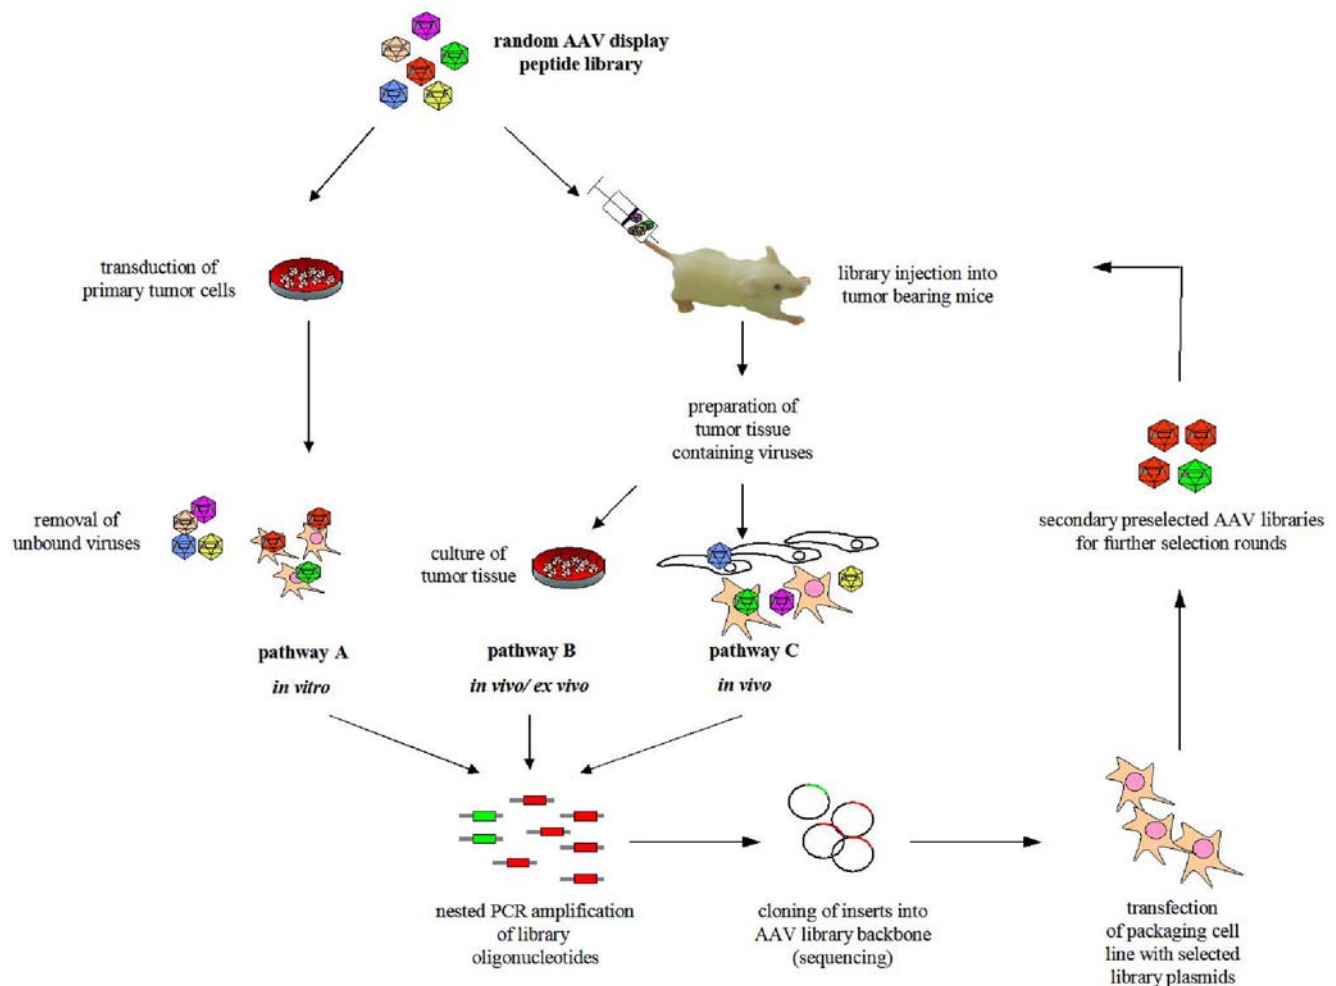 random AAV display
peptide library
transduction of
primary tumor cells
library injection into
tumor bearing mice
preparation of
tumor tissue
containing viruses
removal of
unbound viruses
culture of
tumor tissue
secondary preselected AAV libraries
for further selection rounds
pathway A
in vitro
pathway B
in vivo/ ex vivo
pathway C
in vivo
nested PCR amplification
of library
oligonucleotides
cloning of inserts into
AAV library backbone
(sequencing)
transfection
of packaging cell
line with selected
library plasmids